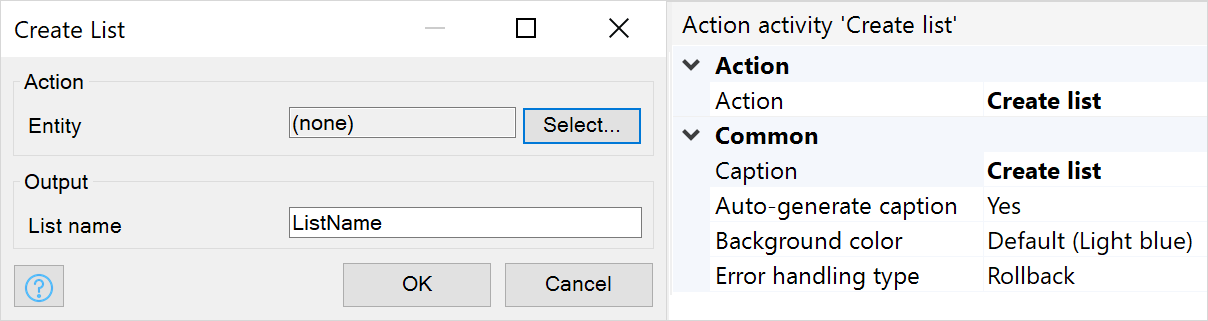 Create List
Action
Entity (none) Select...
Output
List name ListName
? OK Cancel
Action activity 'Create list'
Action
Action Create list
Common
Caption Create list
Auto-generate caption Yes
Background color Default (Light blue)
Error handling type Rollback